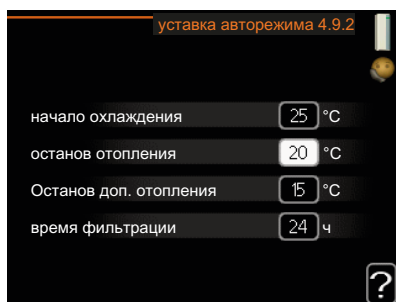 уставка авторежима 4.9.2
начало охлаждения 25 °C
останов отопления 20 °C
Останов доп. отопления 15 °C
время фильтрации 24 ч
?